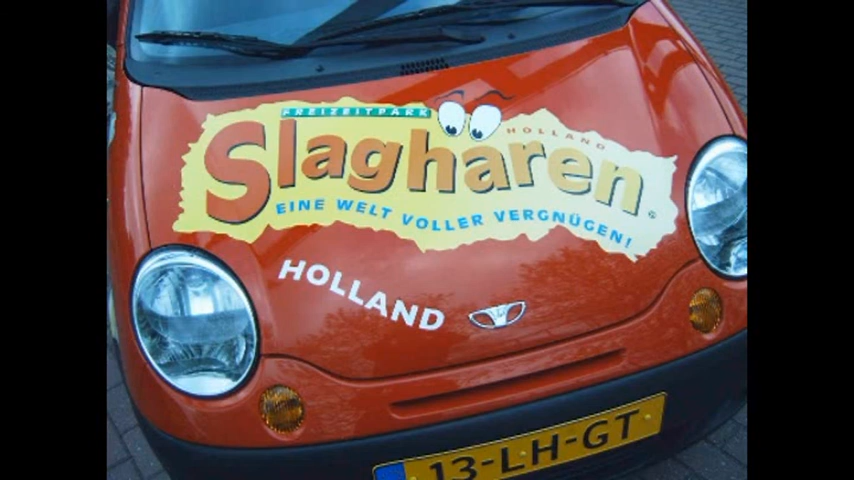 FREIZEITPARK
HOLLAND
Slagharen
EINE WELT VOLLER VERGNÜGEN!
HOLLAND
13-LH-GT